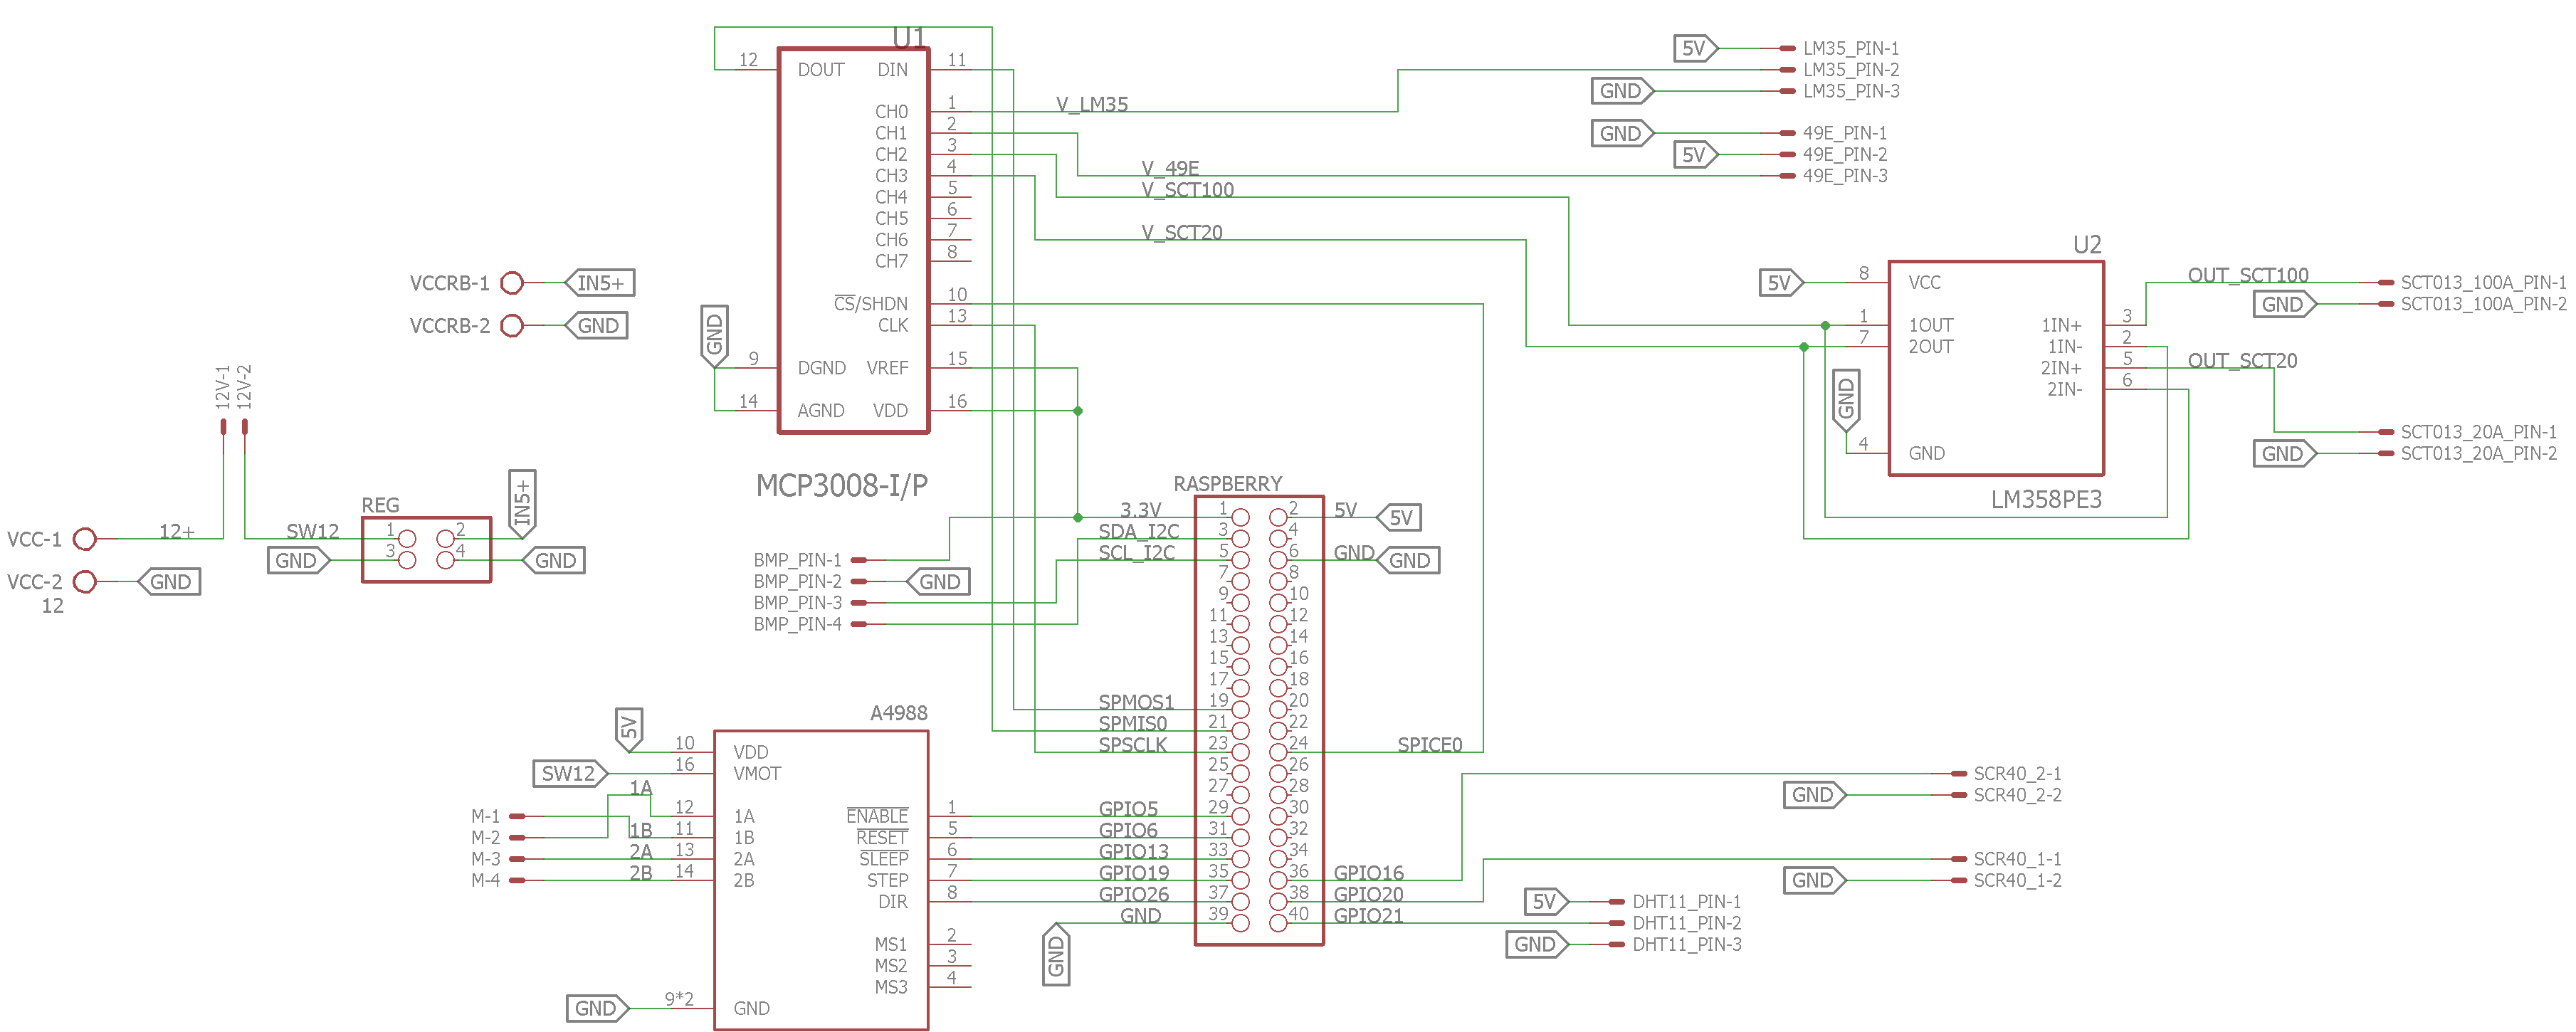 U1
12 DOUT DIN 11
CH0 1 V_LM35
CH1 2
CH2 3
CH3 4
V_49E
V_SCT100
CH4 5
CH5 6
CH6 7
V_SCT20
CH7 8
CS/SHDN 10
CLK 13
GND
9 DGND VREF 15
14 AGND VDD 16
MCP3008-I/P
5V LM35_PIN-1
LM35_PIN-2
GND LM35_PIN-3
GND 49E_PIN-1
5V 49E_PIN-2
49E_PIN-3
U2
5V 8 VCC
1 1OUT 1IN+ 3
7 2OUT 1IN- 2
2IN+ 5
2IN- 6
GND
4 GND
LM358PE3
OUT_SCT100 SCT013_100A_PIN-1
GND SCT013_100A_PIN-2
OUT_SCT20
SCT013_20A_PIN-1
GND SCT013_20A_PIN-2
VCCRB-1 IN5+
VCCRB-2 GND
12V-1
12V-2
REG
IN5+
VCC-1 12+ SW12 1 2
GND 3 4 GND
VCC-2 GND
12
RASPBERRY
3.3V 1 2 5V 5V
SDA_I2C 3 4
SCL_I2C 5 6 GND GND
7 8
9 10
11 12
13 14
15 16
17 18
SPMOS1 19 20
SPMIS0 21 22
SPSCLK 23 24 SPICE0
25 26
27 28
GPIO5 29 30
GPIO6 31 32
GPIO13 33 34
GPIO19 35 36 GPIO16
GPIO26 37 38 GPIO20
GND 39 40 GPIO21
GND
BMP_PIN-1
BMP_PIN-2 GND
BMP_PIN-3
BMP_PIN-4
A4988
5V
10 VDD
SW12 16 VMOT
1A
M-1 12 1A ENABLE 1
M-2 1B 11 1B RESET 5
M-3 2A 13 2A SLEEP 6
M-4 2B 14 2B STEP 7
DIR 8
MS1 2
MS2 3
MS3 4
GND 9*2 GND
SCR40_2-1
GND SCR40_2-2
SCR40_1-1
GND SCR40_1-2
5V DHT11_PIN-1
DHT11_PIN-2
GND DHT11_PIN-3